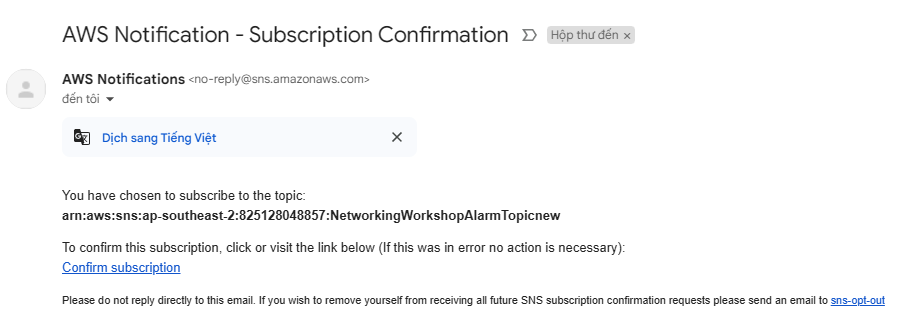 AWS Notification - Subscription Confirmation Hộp thư đến ×
AWS Notifications <no-reply@sns.amazonaws.com>
đến tôi
Dịch sang Tiếng Việt
You have chosen to subscribe to the topic:
arn:aws:sns:ap-southeast-2:825128048857:NetworkingWorkshopAlarmTopicnew
To confirm this subscription, click or visit the link below (If this was in error no action is necessary):
Confirm subscription
Please do not reply directly to this email. If you wish to remove yourself from receiving all future SNS subscription confirmation requests please send an email to sns-opt-out